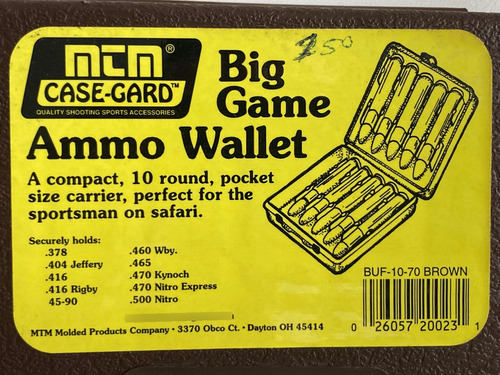 MTM®
CASE-GARD™
QUALITY SHOOTING SPORTS ACCESSORIES
Big
Game
Ammo Wallet
A compact, 10 round, pocket
size carrier, perfect for the
sportsman on safari.
Securely holds:
.378
.404 Jeffery
.416
.416 Rigby
45-90
.460 Wby.
.465
.470 Kynoch
.470 Nitro Express
.500 Nitro
MTM Molded Products Company • 3370 Obco Ct. • Dayton OH 45414
BUF-10-70 BROWN
0 26057 20023 1